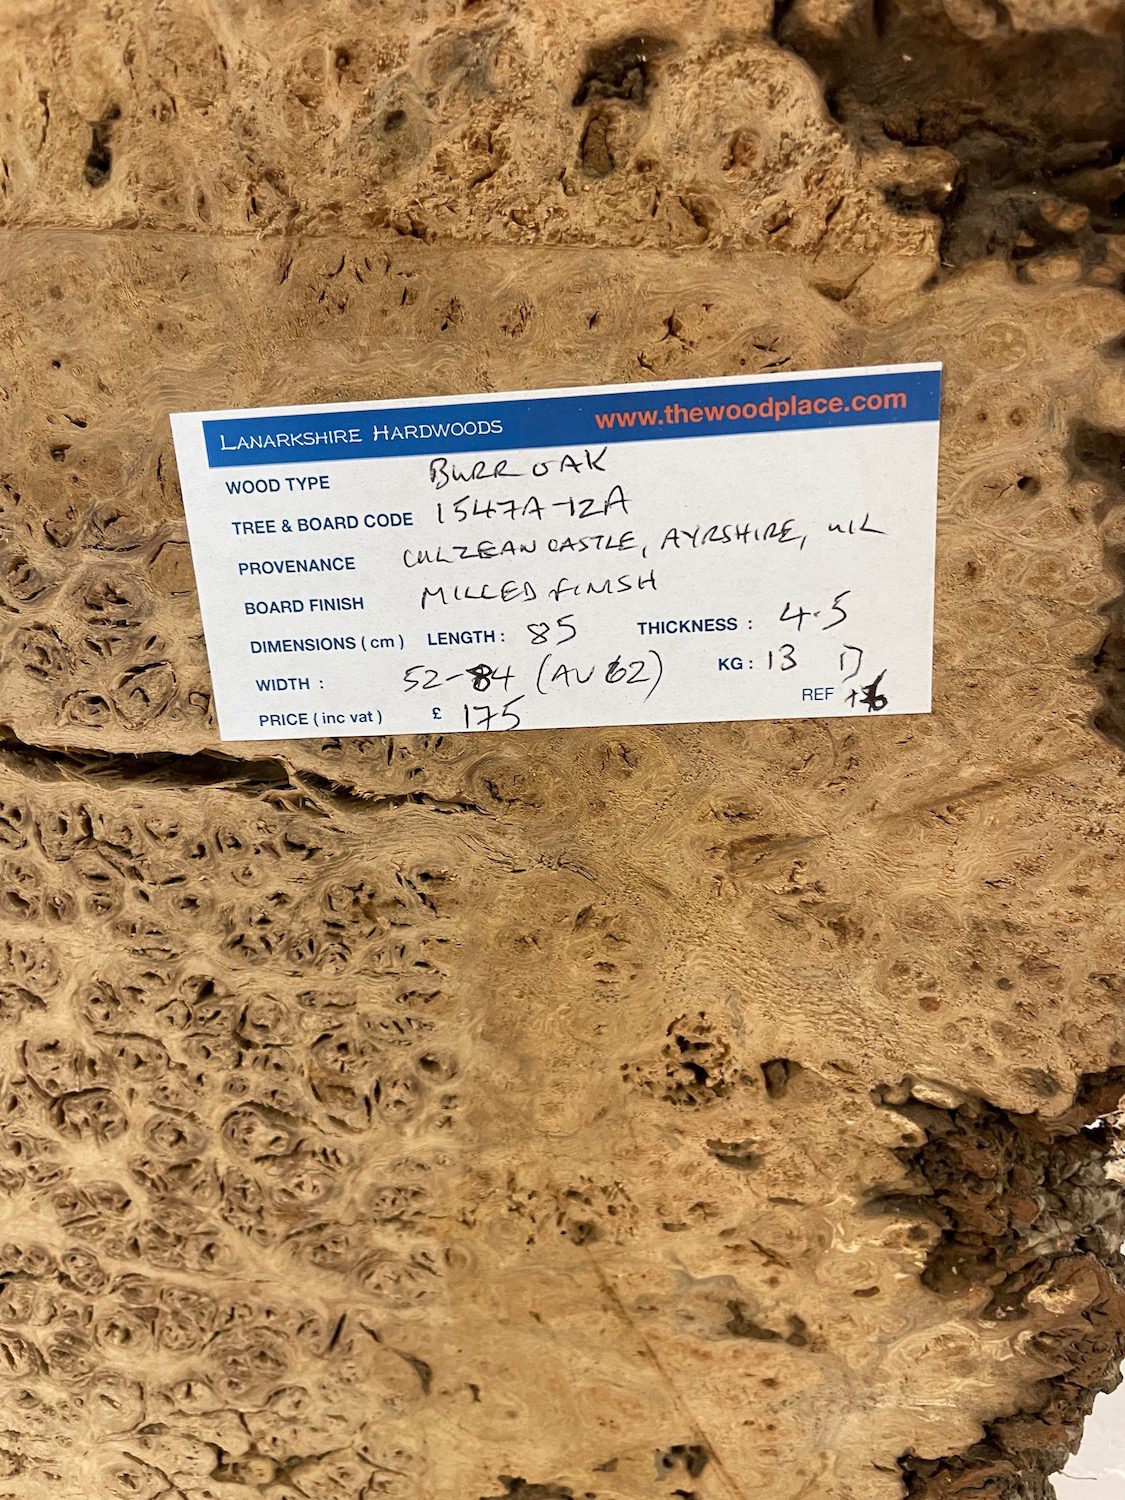 LANARKSHIRE HARDWOODS www.thewoodplace.com
WOOD TYPE BURR OAK
TREE & BOARD CODE 1547A-12A
PROVENANCE CULZEAN CASTLE, AYRSHIRE, UK
BOARD FINISH MILLED FINISH
DIMENSIONS ( cm ) LENGTH : 85 THICKNESS : 4.5
WIDTH : 52-84 (AV 62) KG : 13 D
PRICE ( inc vat ) £ 175 REF